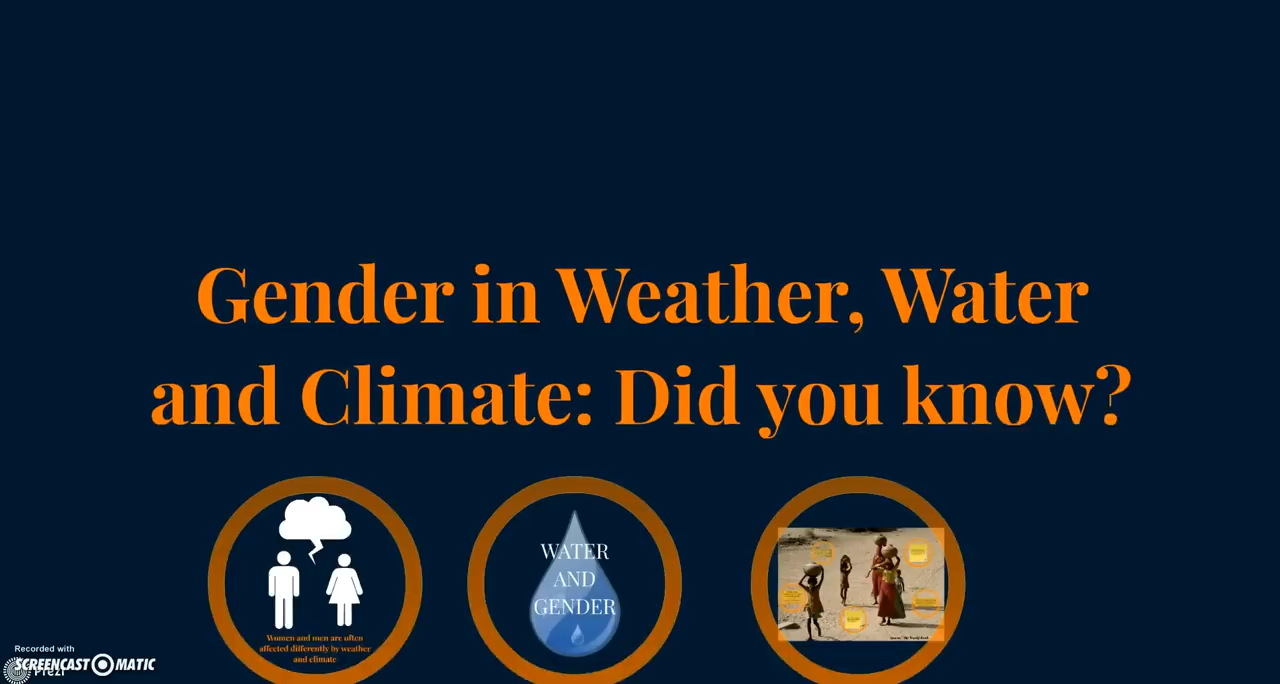 Gender in Weather, Water
and Climate: Did you know?
WATER
AND
GENDER
Women and men are often
affected differently by weather
and climate
Recorded with
SCREENCAST MATIC
Prezi